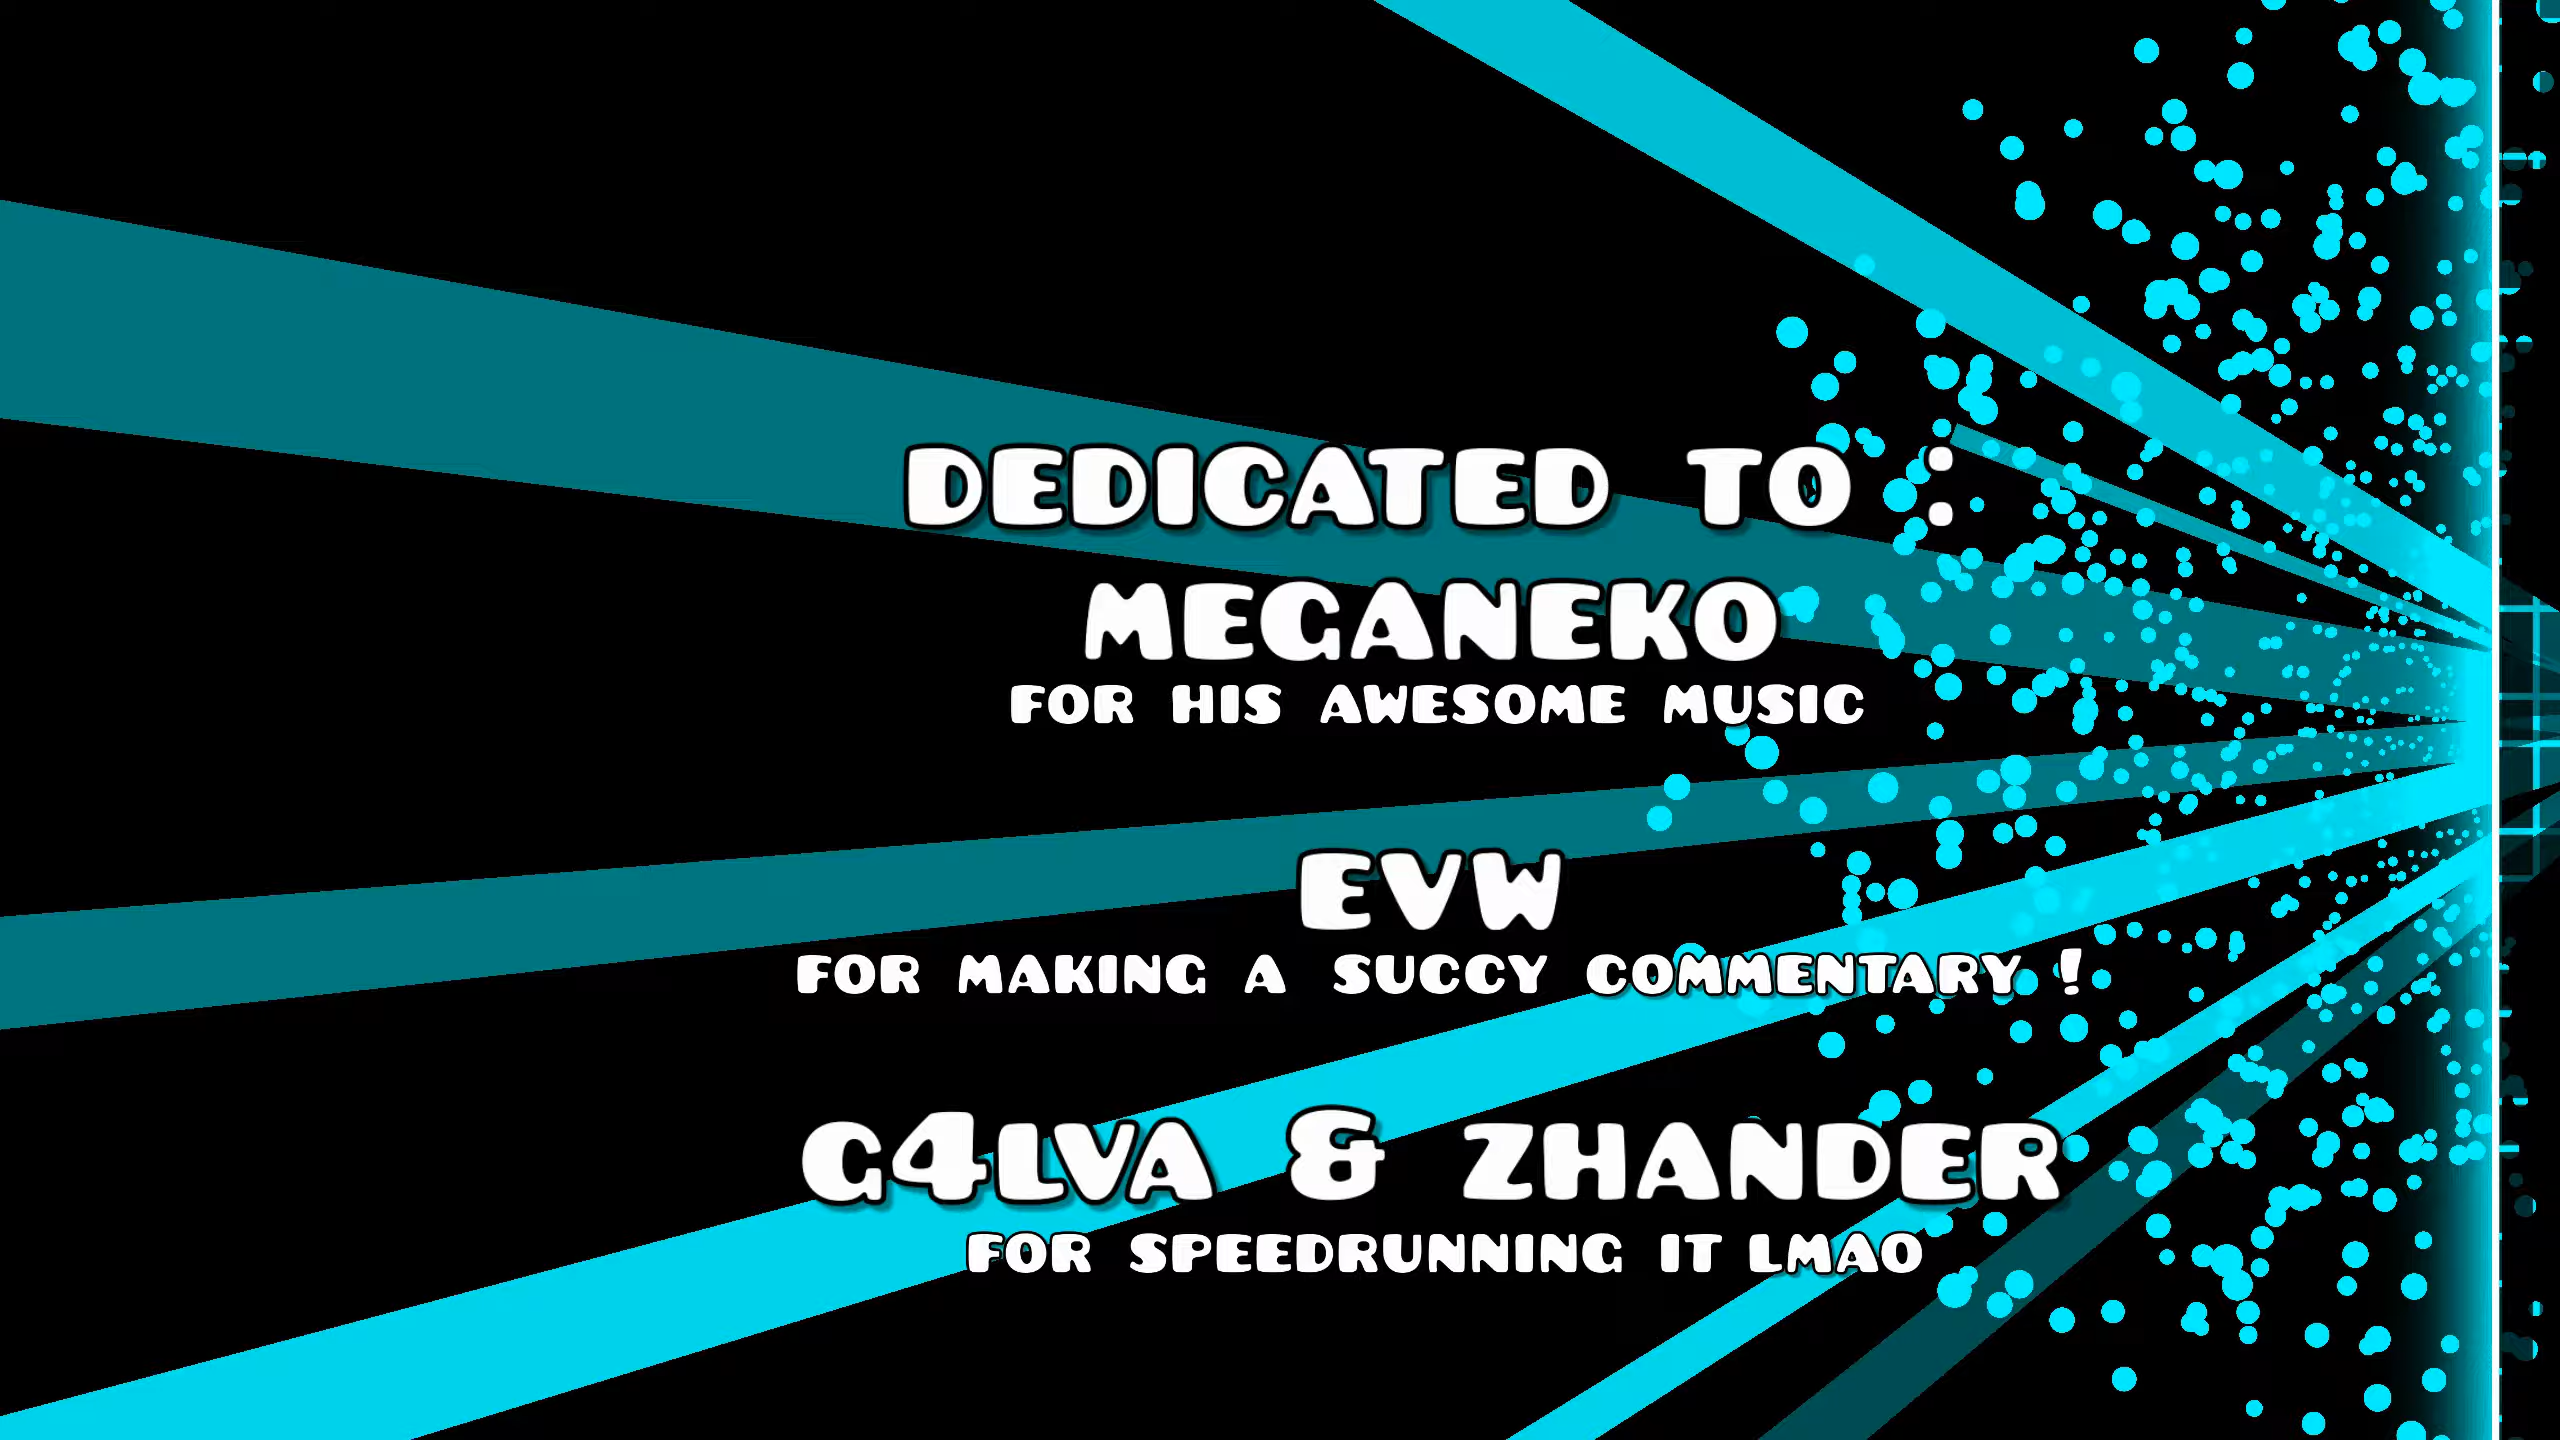 DEDICATED TO :
MEGANEKO
FOR HIS AWESOME MUSIC
EVW
FOR MAKING A SUCCY COMMENTARY !
G4LVA & ZHANDER
FOR SPEEDRUNNING IT LMAO